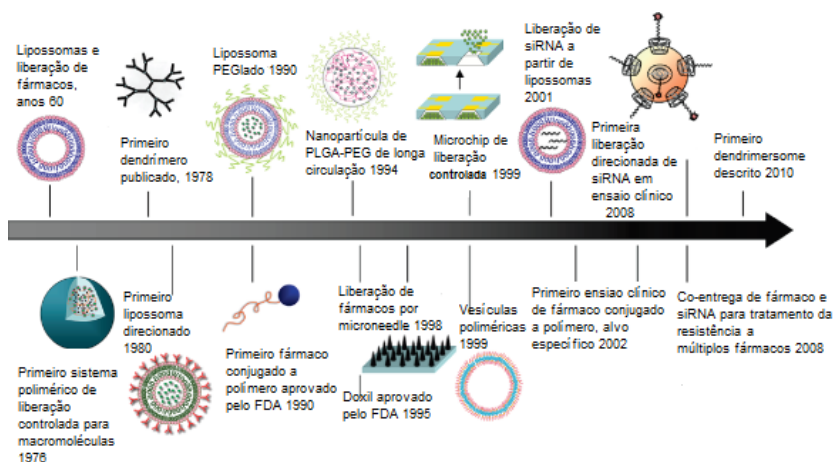 Lipossomas e
liberação de
fármacos,
anos 60
Primeiro
dendrímero
publicado, 1978
Lipossoma
PEGlado 1990
Nanopartícula de
PLGA-PEG de longa
circulação 1994
Microchip de
liberação
controlada 1999
Liberação de
siRNA a
partir de
lipossomas
2001
Primeira
liberação
direcionada de
siRNA em
ensaio clínico
2008
Primeiro
dendrimersome
descrito 2010
Primeiro sistema
polimérico de
liberação
controlada para
macromoléculas
1976
Primeiro
lipossoma
direcionado
1980
Primeiro fármaco
conjugado a
polímero aprovado
pelo FDA 1990
Liberação de
fármacos por
microneedle 1998
Doxil aprovado
pelo FDA 1995
Vesículas
poliméricas
1999
Primeiro ensiao clínico
de fármaco conjugado
a polímero, alvo
específico 2002
Co-entrega de fármaco e
siRNA para tratamento da
resistência a
múltiplos fármacos 2008